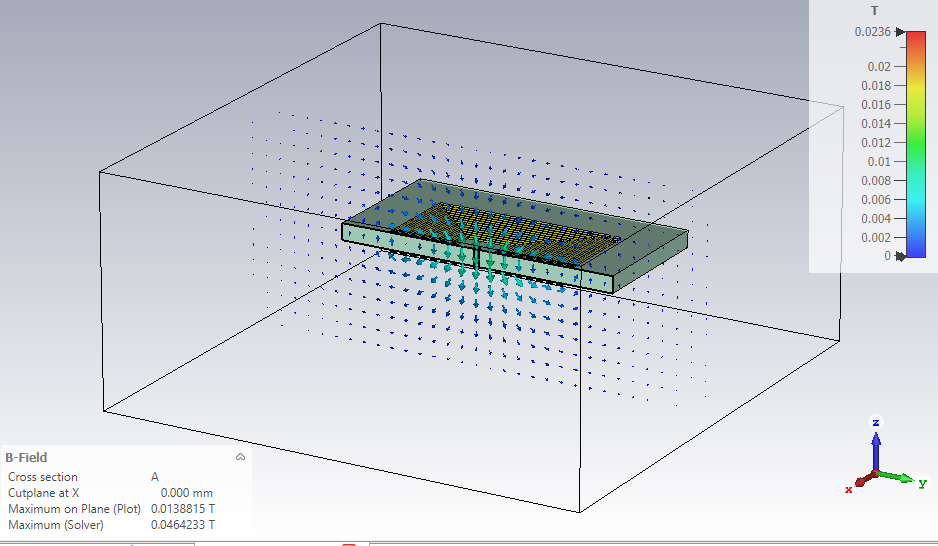 T
0.0236
0.02
0.018
0.016
0.014
0.012
0.01
0.008
0.006
0.004
0.002
0
z
y
x
B-Field
Cross section A
Cutplane at X 0.000 mm
Maximum on Plane (Plot) 0.0138815 T
Maximum (Solver) 0.0464233 T